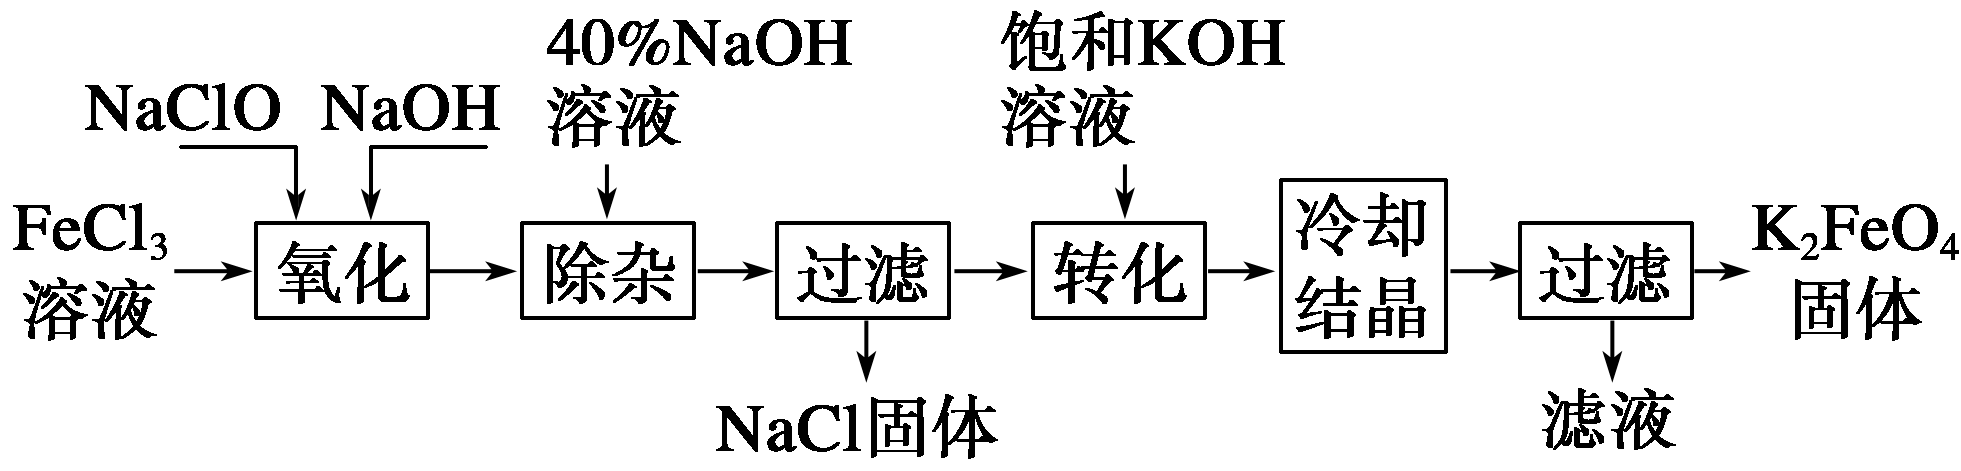 40%NaOH
溶液
饱和KOH
溶液
NaClO NaOH
FeCl₃
溶液
氧化
除杂
过滤
转化
冷却
结晶
过滤
K₂FeO₄
固体
NaCl固体
滤液